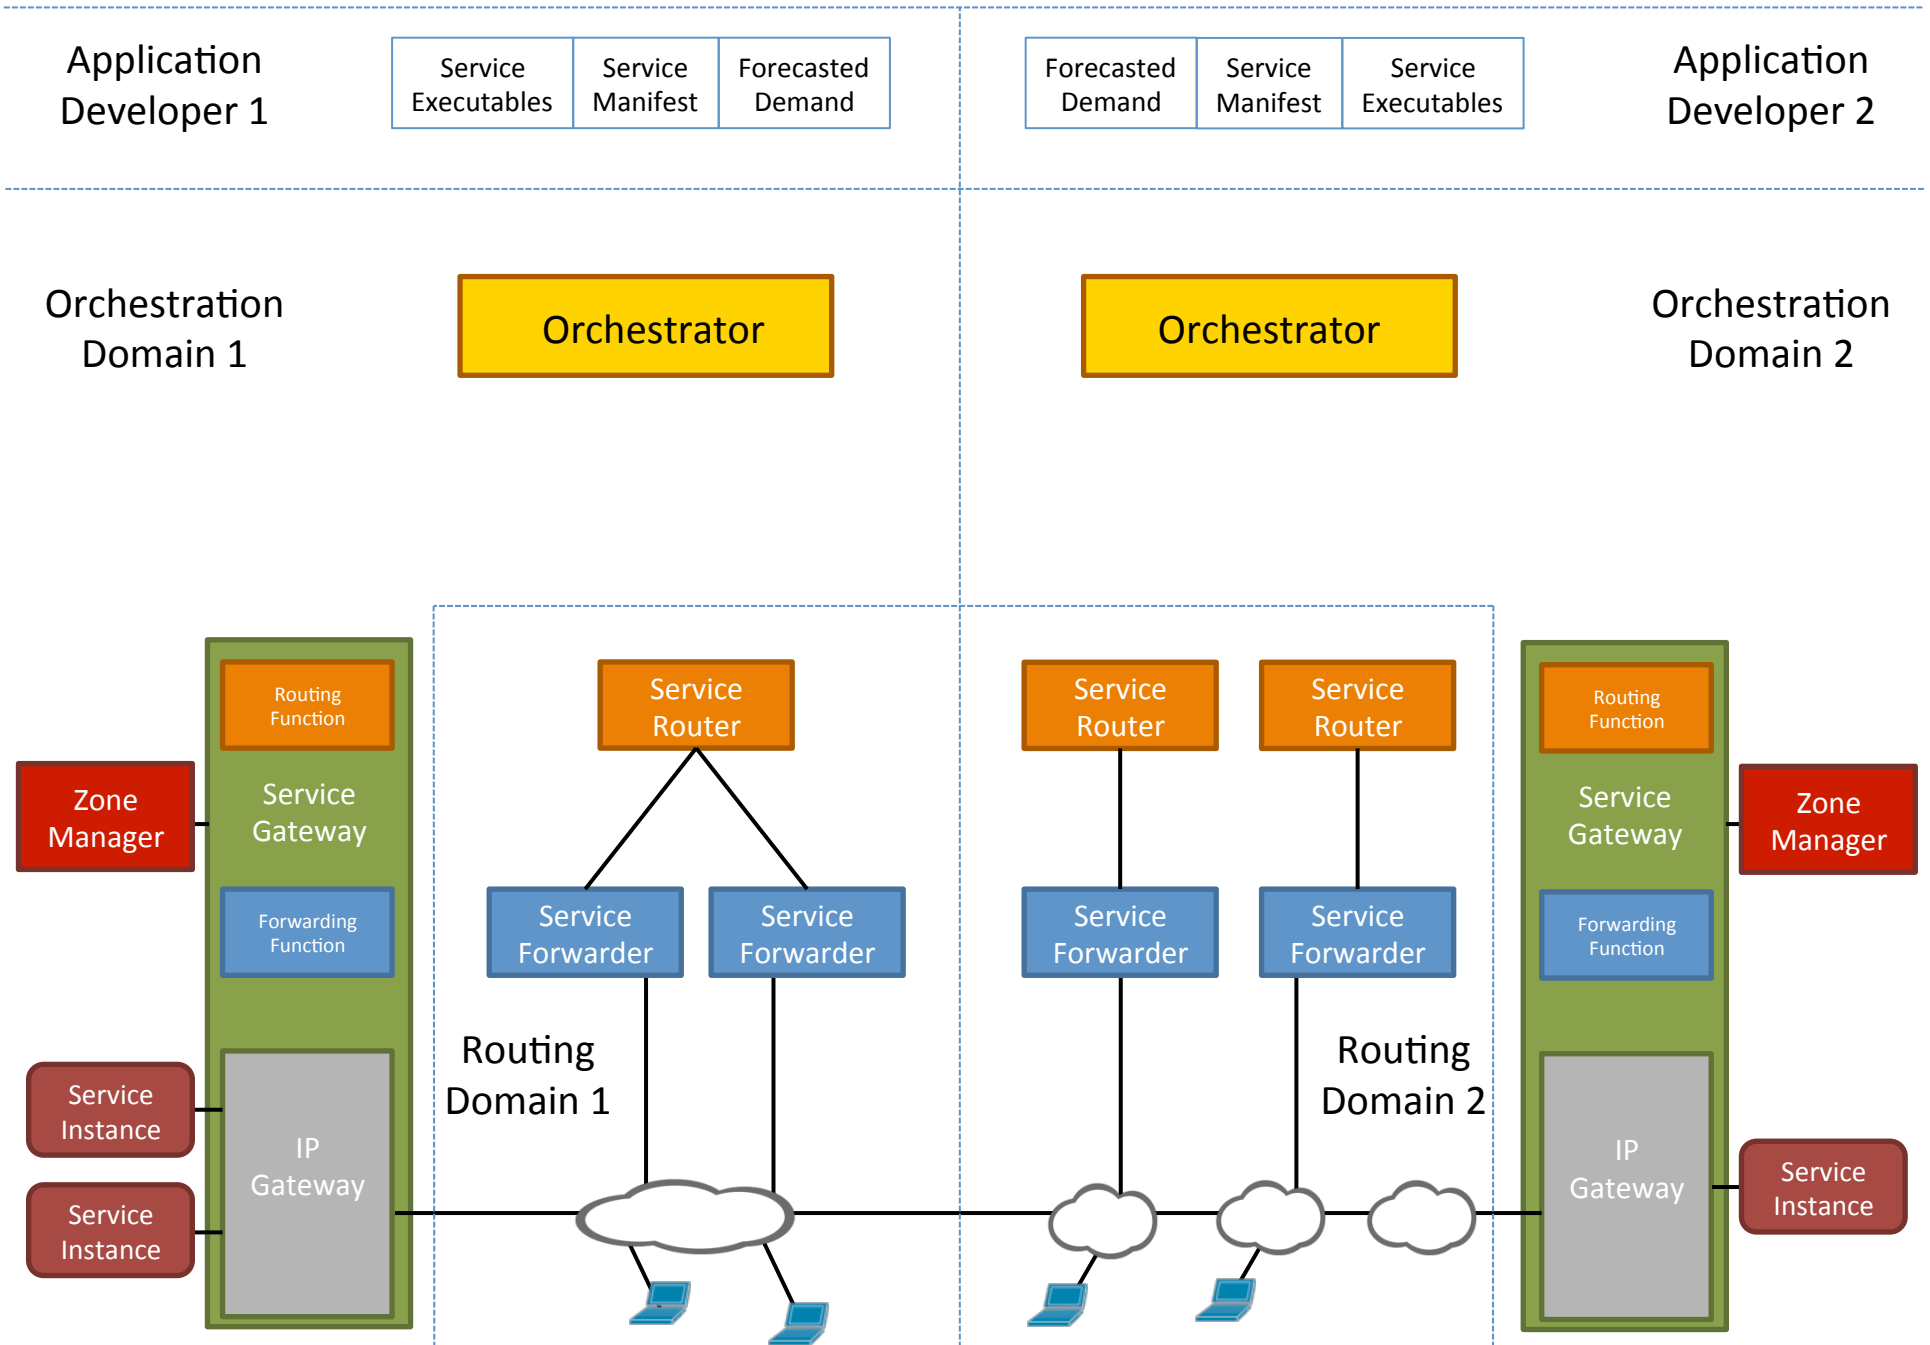 Application
Developer 1
Service
Executables
Service
Manifest
Forecasted
Demand
Forecasted
Demand
Service
Manifest
Service
Executables
Application
Developer 2
Orchestration
Domain 1
Orchestrator
Orchestrator
Orchestration
Domain 2
Routing
Function
Service
Router
Service
Router
Service
Router
Routing
Function
Zone
Manager
Service
Gateway
Service
Gateway
Zone
Manager
Forwarding
Function
Service
Forwarder
Service
Forwarder
Service
Forwarder
Service
Forwarder
Forwarding
Function
Routing
Domain 1
Routing
Domain 2
Service
Instance
IP
Gateway
IP
Gateway
Service
Instance
Service
Instance